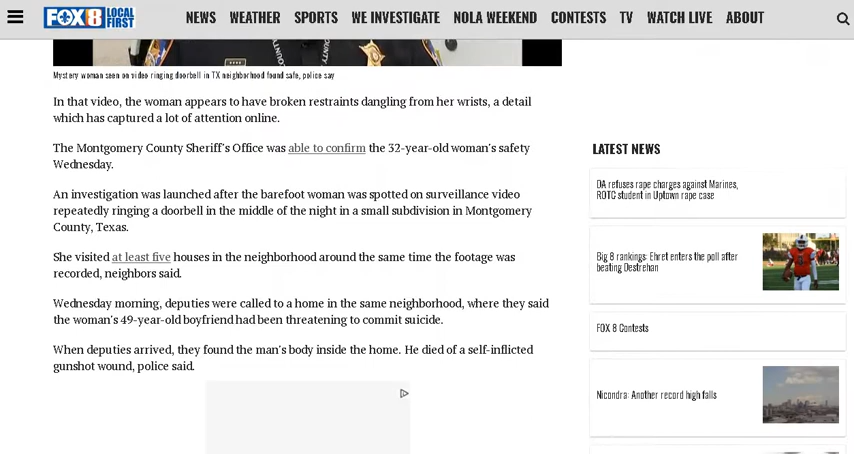 FOX 8 LOCAL FIRST
NEWS WEATHER SPORTS WE INVESTIGATE NOLA WEEKEND CONTESTS TV WATCH LIVE ABOUT
COUNTY
COUNTY
Mystery woman seen on video ringing doorbell in TX neighborhood found safe, police say
In that video, the woman appears to have broken restraints dangling from her wrists, a detail
which has captured a lot of attention online.
The Montgomery County Sheriff's Office was able to confirm the 32-year-old woman's safety
Wednesday.
An investigation was launched after the barefoot woman was spotted on surveillance video
repeatedly ringing a doorbell in the middle of the night in a small subdivision in Montgomery
County, Texas.
She visited at least five houses in the neighborhood around the same time the footage was
recorded, neighbors said.
Wednesday morning, deputies were called to a home in the same neighborhood, where they said
the woman's 49-year-old boyfriend had been threatening to commit suicide.
When deputies arrived, they found the man's body inside the home. He died of a self-inflicted
gunshot wound, police said.
LATEST NEWS
DA refuses rape charges against Marines,
ROTC student in Uptown rape case
Big 8 rankings: Ehret enters the poll after
beating Destrehan
FOX 8 Contests
Nicondra: Another record high falls